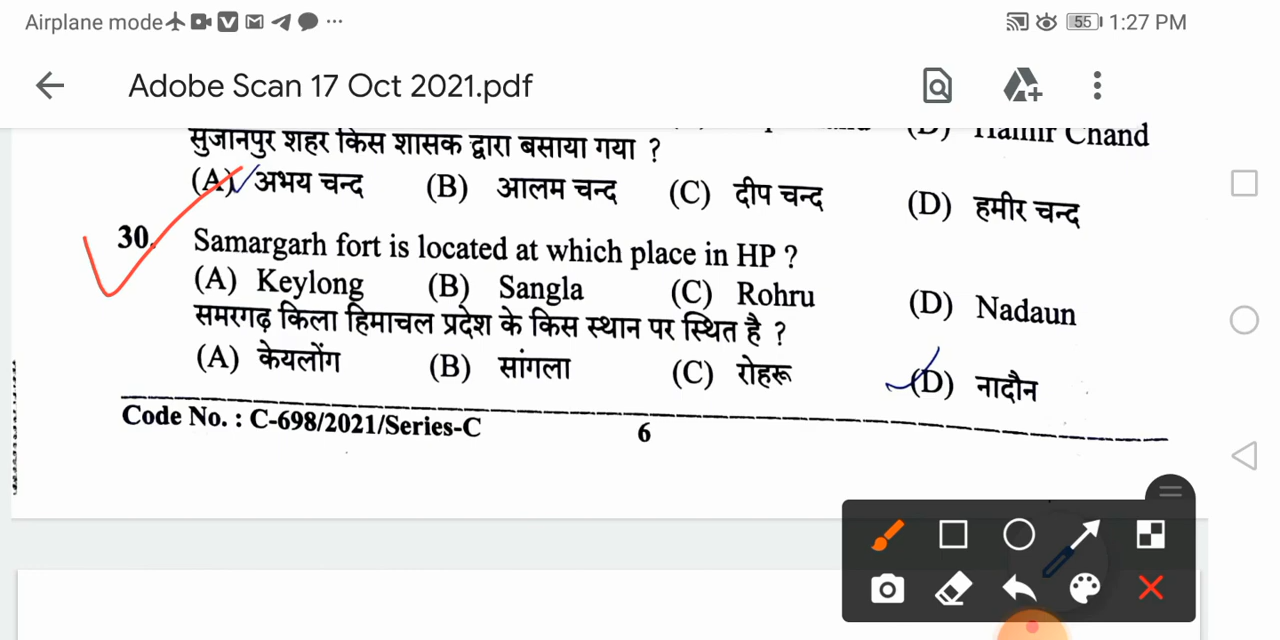 Airplane mode 55 1:27 PM
Adobe Scan 17 Oct 2021.pdf
(D) Hamir Chand
सुजानपुर शहर किस शासक द्वारा बसाया गया ?
(A) अभय चन्द (B) आलम चन्द (C) दीप चन्द (D) हमीर चन्द
30. Samargarh fort is located at which place in HP ?
(A) Keylong (B) Sangla (C) Rohru (D) Nadaun
समरगढ़ किला हिमाचल प्रदेश के किस स्थान पर स्थित है ?
(A) केयलोंग (B) सांगला (C) रोहरू (D) नादौन
Code No. : C-698/2021/Series-C 6